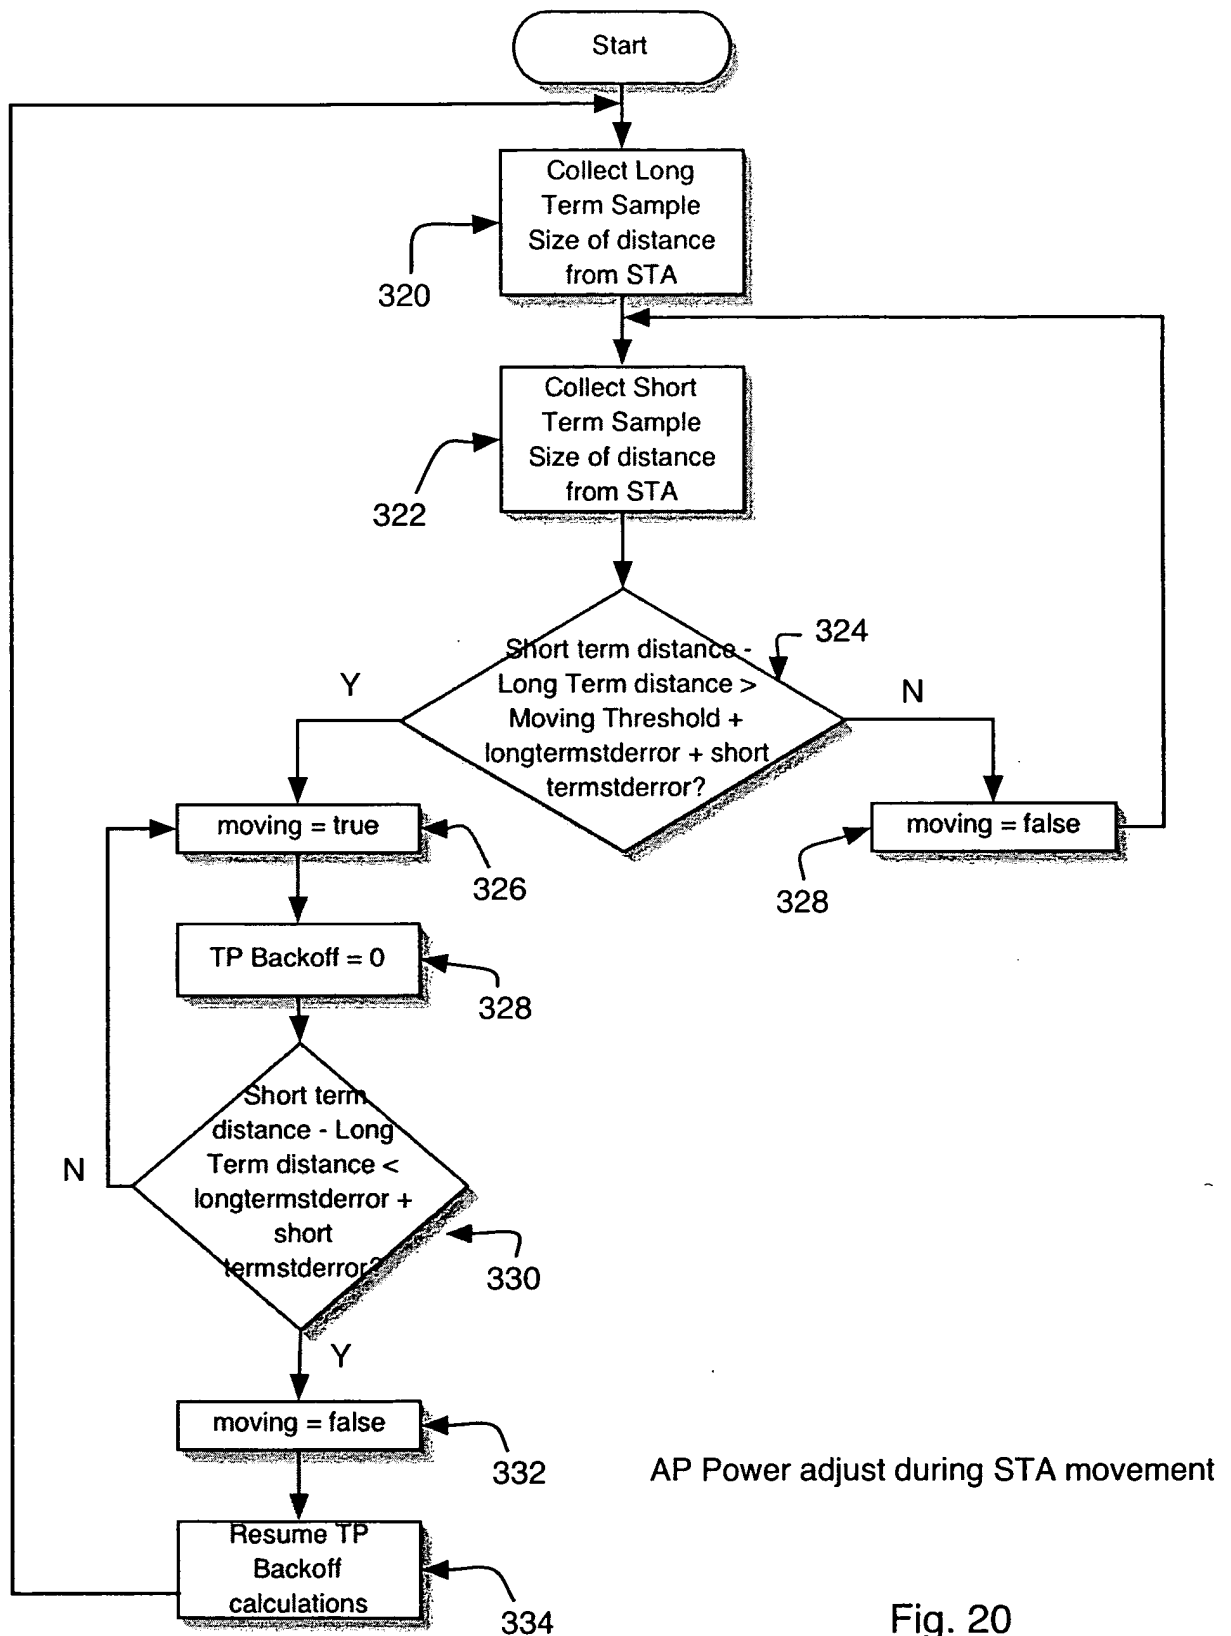 Start
Collect Long
Term Sample
Size of distance
from STA
320
Collect Short
Term Sample
Size of distance
from STA
322
Short term distance -
Long Term distance >
Moving Threshold +
longtermstderror + short
termstderror?
324
Y
N
moving = true
326
moving = false
328
TP Backoff = 0
328
Short term
distance - Long
Term distance <
longtermstderror +
short
termstderror?
330
N
Y
moving = false
332
AP Power adjust during STA movement
Resume TP
Backoff
calculations
334
Fig. 20